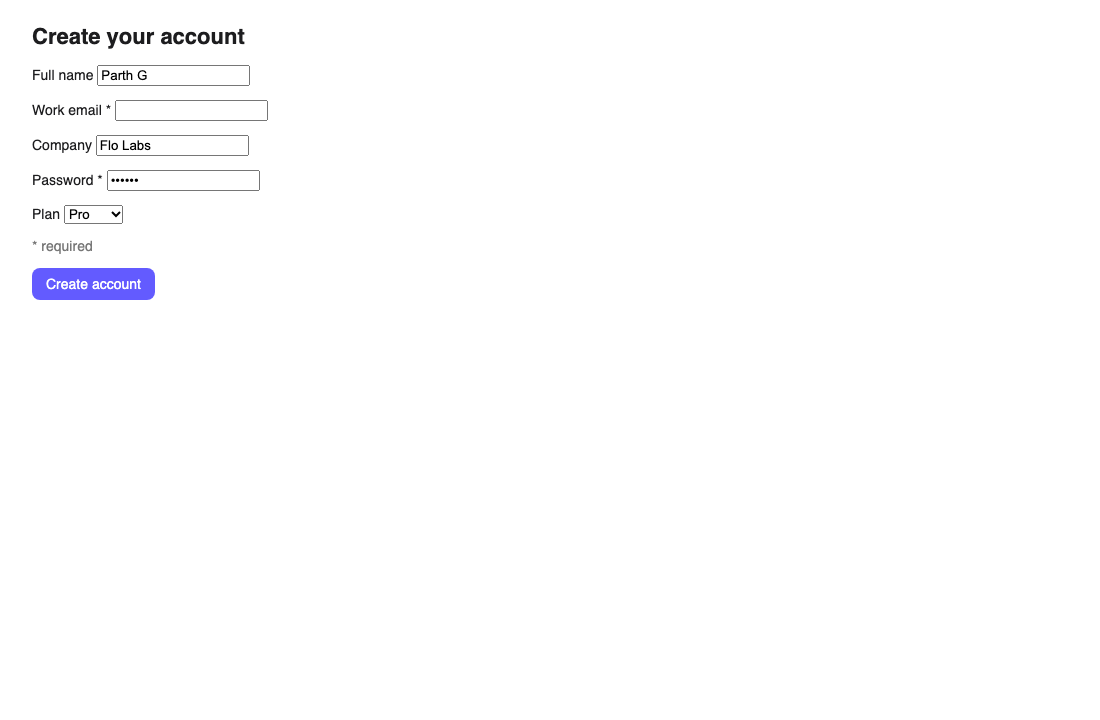 Create your account
Full name Parth G
Work email *
Company Flo Labs
Password * ••••••
Plan Pro
* required
Create account